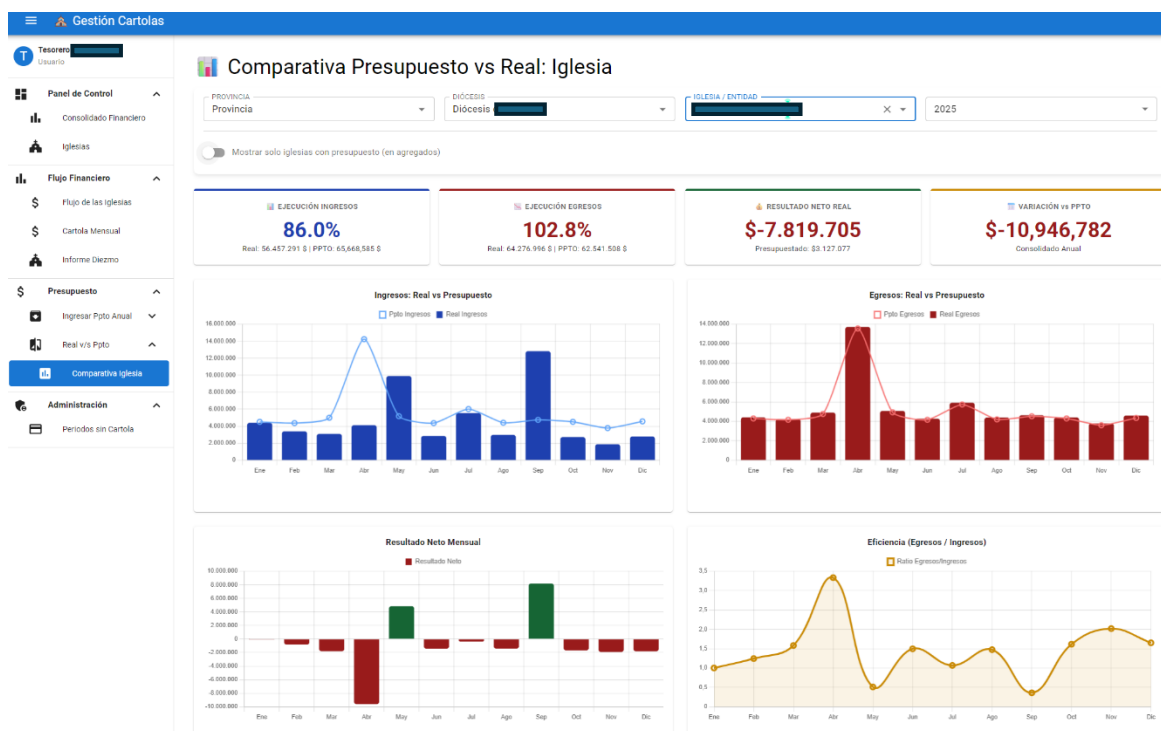 Gestión Cartolas
T
Tesorero
Usuario
Panel de Control
Consolidado Financiero
Iglesias
Flujo Financiero
Flujo de las Iglesias
Cartola Mensual
Informe Diezmo
Presupuesto
Ingresar Ppto Anual
Real v/s Ppto
Comparativa Iglesia
Administración
Periodos sin Cartola
Comparativa Presupuesto vs Real: Iglesia
PROVINCIA
Provincia
DIÓCESIS
Diócesis
IGLESIA / ENTIDAD
2025
Mostrar solo iglesias con presupuesto (en agregados)
EJECUCIÓN INGRESOS
86.0%
Real: 56.457.291 $ | PPTO: 65,668,585 $
EJECUCIÓN EGRESOS
102.8%
Real: 64.276.996 $ | PPTO: 62.541.508 $
RESULTADO NETO REAL
$-7.819.705
Presupuestado: $3.127.077
VARIACIÓN vs PPTO
$-10,946,782
Consolidado Anual
Ingresos: Real vs Presupuesto
Ppto Ingresos Real Ingresos
16.000.000
14.000.000
12.000.000
10.000.000
8.000.000
6.000.000
4.000.000
2.000.000
0
Ene Feb Mar Abr May Jun Jul Ago Sep Oct Nov Dic
Egresos: Real vs Presupuesto
Ppto Egresos Real Egresos
14.000.000
12.000.000
10.000.000
8.000.000
6.000.000
4.000.000
2.000.000
0
Ene Feb Mar Abr May Jun Jul Ago Sep Oct Nov Dic
Resultado Neto Mensual
Resultado Neto
10.000.000
8.000.000
6.000.000
4.000.000
2.000.000
0
-2.000.000
-4.000.000
-6.000.000
-8.000.000
-10.000.000
Ene Feb Mar Abr May Jun Jul Ago Sep Oct Nov Dic
Eficiencia (Egresos / Ingresos)
Ratio Egresos/Ingresos
3,5
3,0
2,5
2,0
1,5
1,0
0,5
0
Ene Feb Mar Abr May Jun Jul Ago Sep Oct Nov Dic